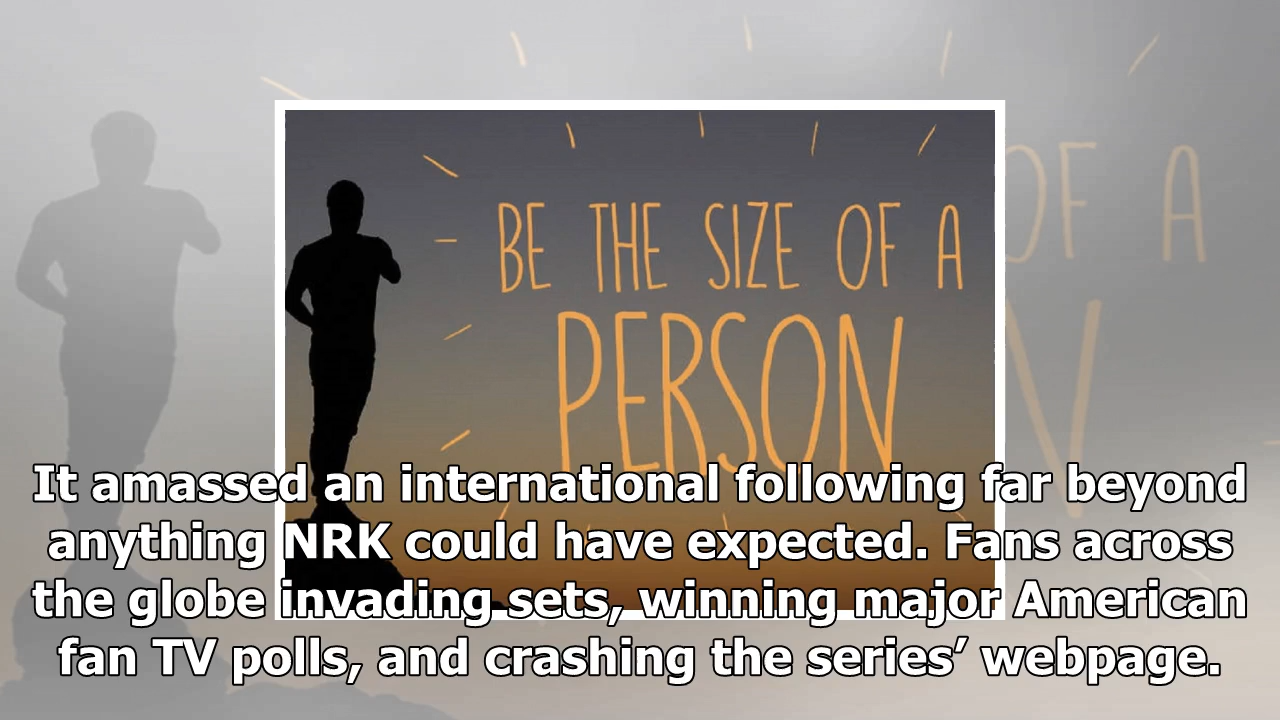 BE THE SIZE OF A
PERSON
OF A
N
It amassed an international following far beyond
anything NRK could have expected. Fans across
the globe invading sets, winning major American
fan TV polls, and crashing the series’ webpage.